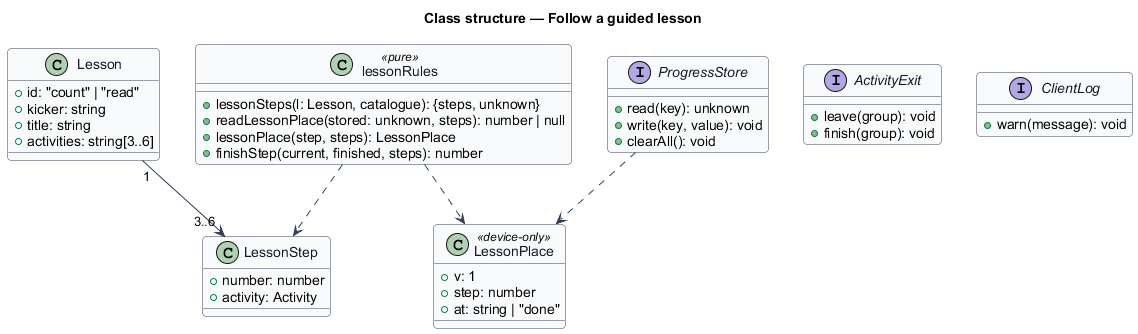 Class structure — Follow a guided lesson
C Lesson
id: "count" | "read"
kicker: string
title: string
activities: string[3..6]
C «pure»
lessonRules
lessonSteps(l: Lesson, catalogue): {steps, unknown}
readLessonPlace(stored: unknown, steps): number | null
lessonPlace(step, steps): LessonPlace
finishStep(current, finished, steps): number
I ProgressStore
read(key): unknown
write(key, value): void
clearAll(): void
I ActivityExit
leave(group): void
finish(group): void
I ClientLog
warn(message): void
1
3..6
C LessonStep
number: number
activity: Activity
C «device-only»
LessonPlace
v: 1
step: number
at: string | "done"